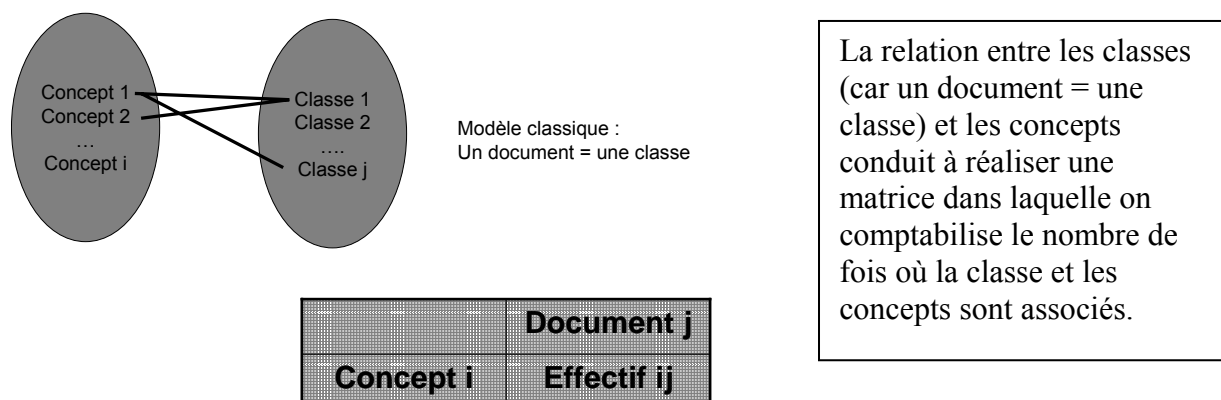 Concept 1
Concept 2
...
Concept i
Classe 1
Classe 2
....
Classe j
Modèle classique :
Un document = une classe
La relation entre les classes
(car un document = une
classe) et les concepts
conduit à réaliser une
matrice dans laquelle on
comptabilise le nombre de
fois où la classe et les
concepts sont associés.
Document j
Concept i Effectif ij